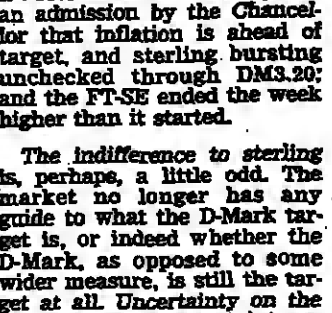 an admission by the Chancel-
lor that inflation is ahead of
target, and sterling bursting
unchecked through DM3.20;
and the FT-SE ended the week
higher than it started.
The indifference to sterling
is, perhaps, a little odd. The
market no longer has any
guide to what the D-Mark tar-
get is, or indeed whether the
D-Mark, as opposed to some
wider measure, is still the tar-
get at all. Uncertainty on the